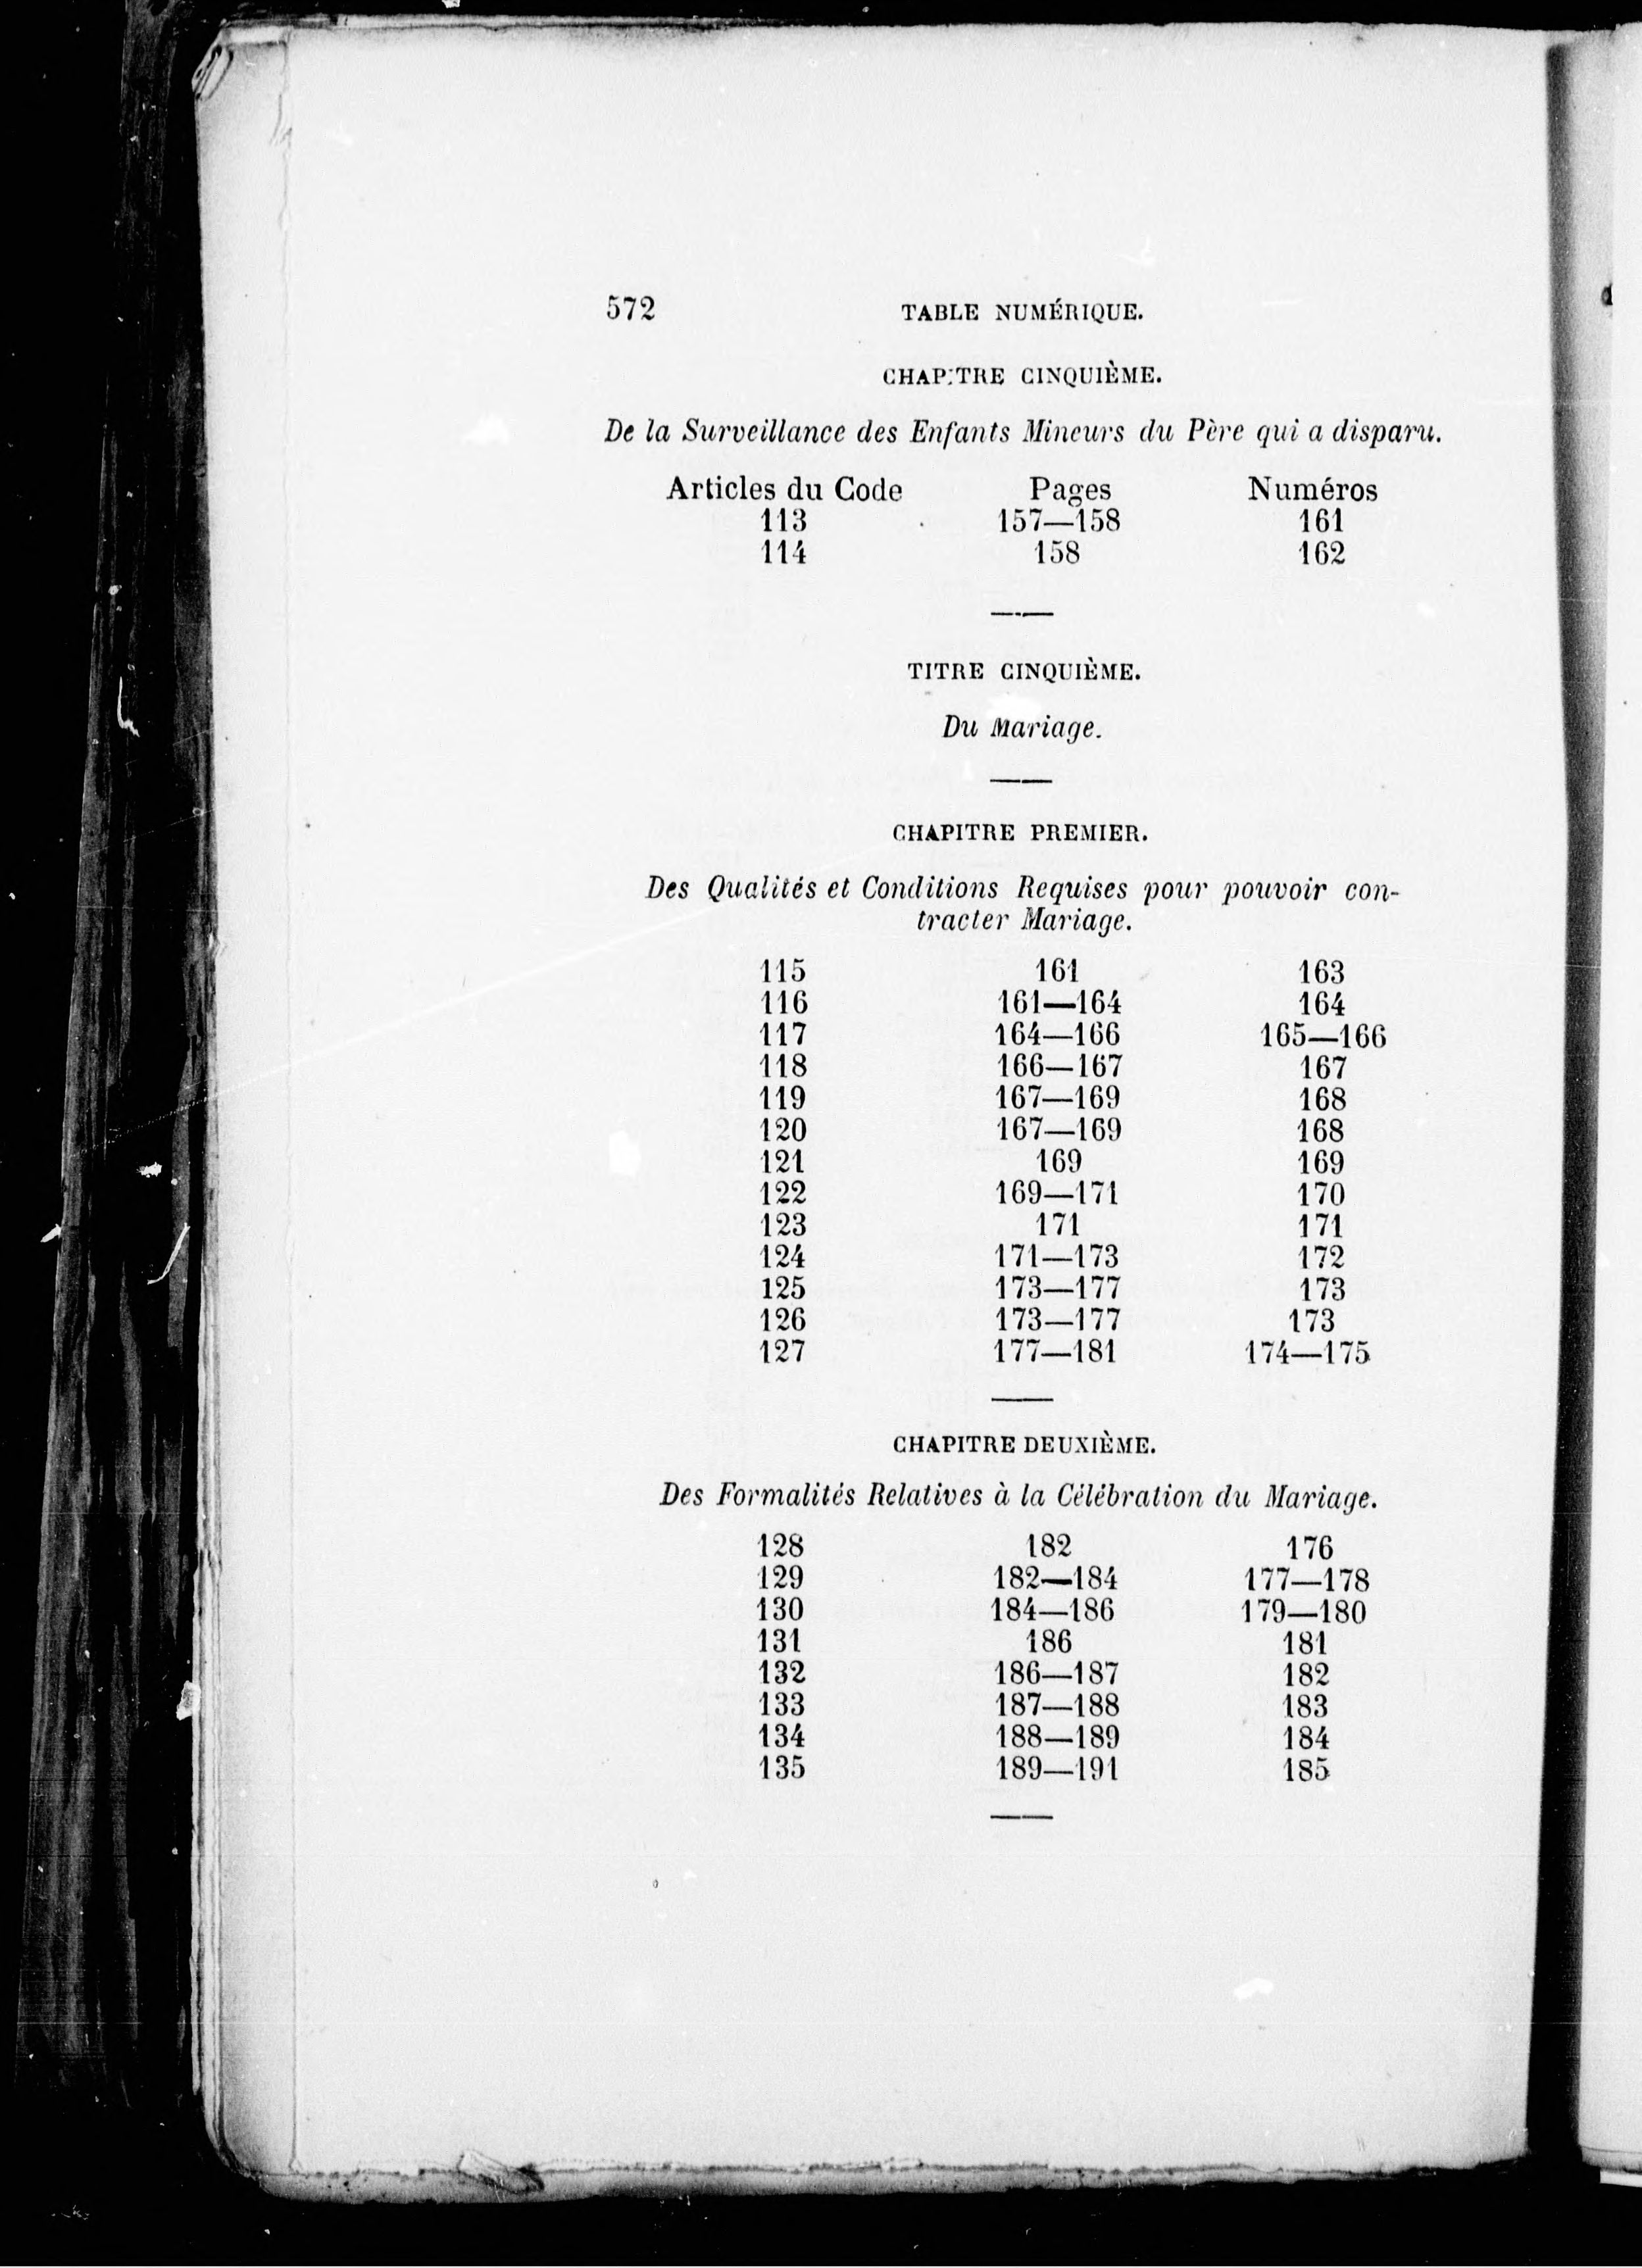 572 TABLE NUMÉRIQUE.
CHAPITRE CINQUIÈME.
De la Surveillance des Enfants Mineurs du Père qui a disparu.
Articles du Code Pages Numéros
113 157—158 161
114 158 162
TITRE CINQUIÈME.
Du Mariage.
CHAPITRE PREMIER.
Des Qualités et Conditions Requises pour pouvoir con-
tracter Mariage.
115 161 163
116 161—164 164
117 164—166 165—166
118 166—167 167
119 167—169 168
120 167—169 168
121 169 169
122 169—171 170
123 171 171
124 171—173 172
125 173—177 173
126 173—177 173
127 177—181 174—175
CHAPITRE DEUXIÈME.
Des Formalités Relatives à la Célébration du Mariage.
128 182 176
129 182—184 177—178
130 184—186 179—180
131 186 181
132 186—187 182
133 187—188 183
134 188—189 184
135 189—191 185